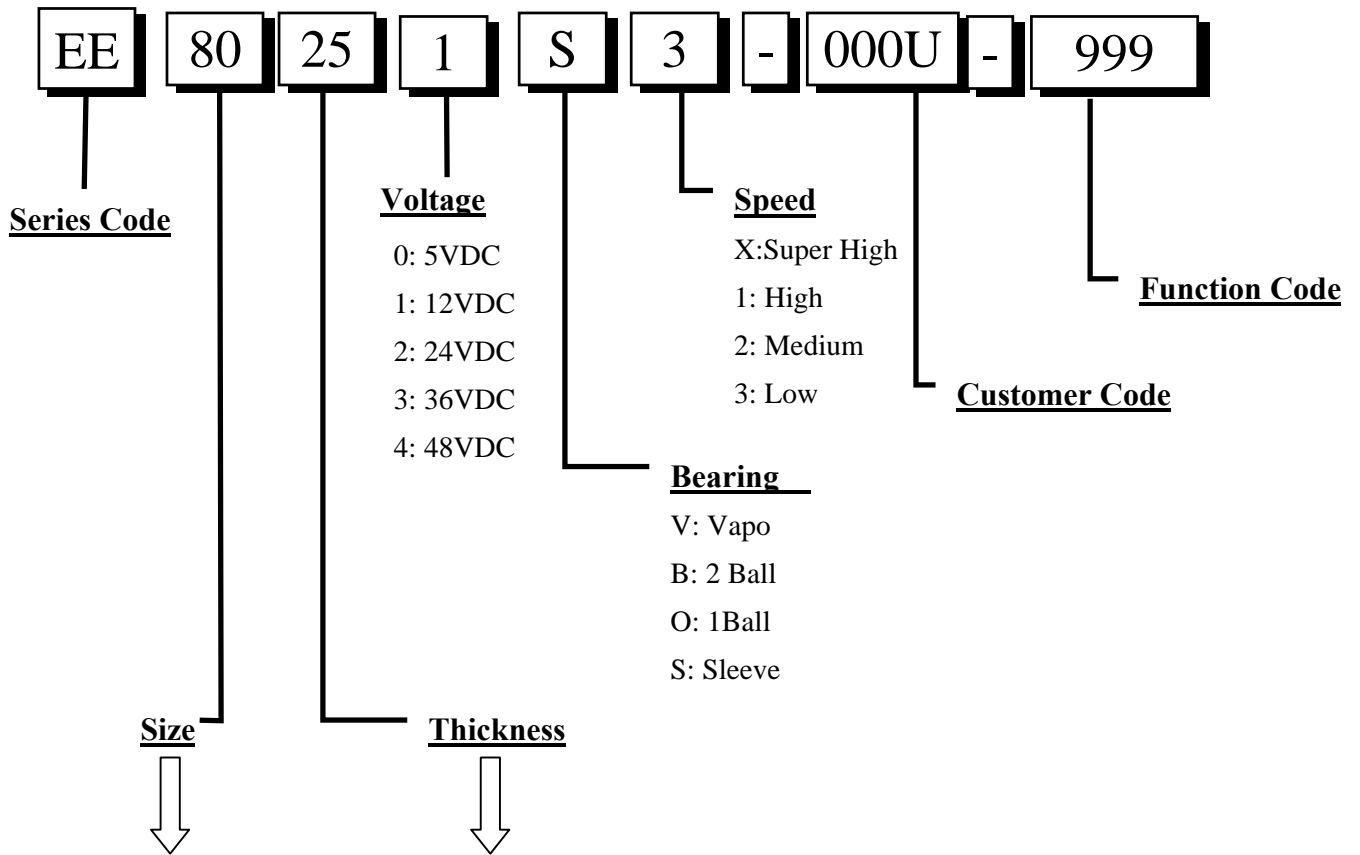 EE 80 25 1 S 3 - 000U - 999
Series Code
Voltage
0: 5VDC
1: 12VDC
2: 24VDC
3: 36VDC
4: 48VDC
Speed
X:Super High
1: High
2: Medium
3: Low
Function Code
Customer Code
Bearing
V: Vapo
B: 2 Ball
O: 1Ball
S: Sleeve
Size
Thickness